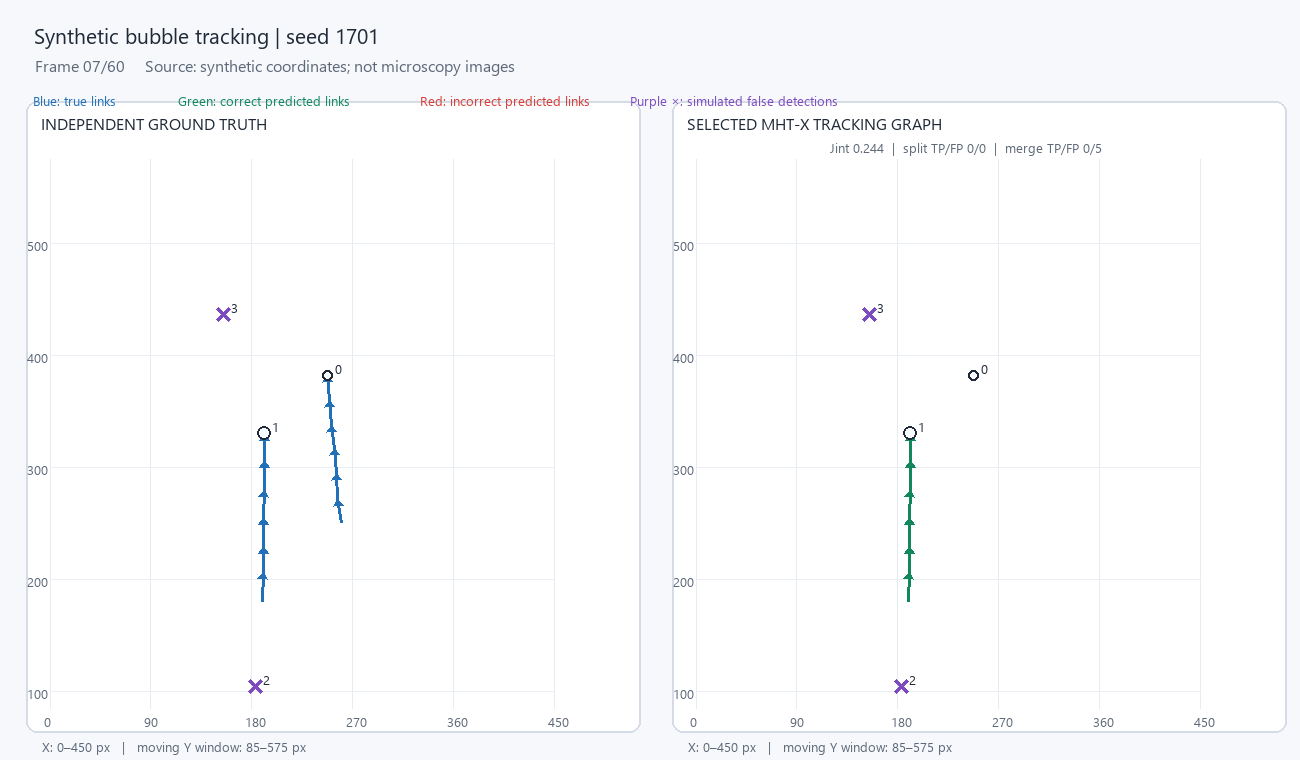 Synthetic bubble tracking | seed 1701
Frame 07/60 Source: synthetic coordinates; not microscopy images
Blue: true links Green: correct predicted links Red: incorrect predicted links Purple ×: simulated false detections
INDEPENDENT GROUND TRUTH
500
400
300
200
100
3
0
1
2
0 90 180 270 360 450
X: 0–450 px | moving Y window: 85–575 px
SELECTED MHT-X TRACKING GRAPH
Jint 0.244 | split TP/FP 0/0 | merge TP/FP 0/5
500
400
300
200
100
3
0
1
2
0 90 180 270 360 450
X: 0–450 px | moving Y window: 85–575 px